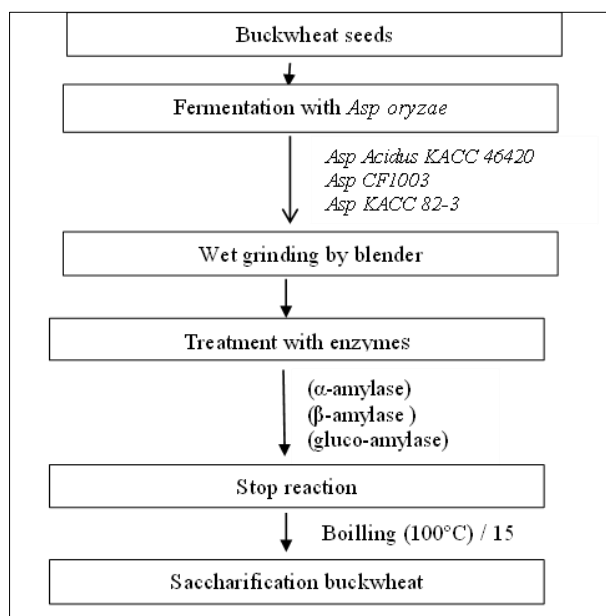 Buckwheat seeds
Fermentation with Asp oryzae
Asp Acidus KACC 46420
Asp CF1003
Asp KACC 82-3
Wet grinding by blender
Treatment with enzymes
(α-amylase)
(β-amylase )
(gluco-amylase)
Stop reaction
Boilling (100°C) / 15
Saccharification buckwheat